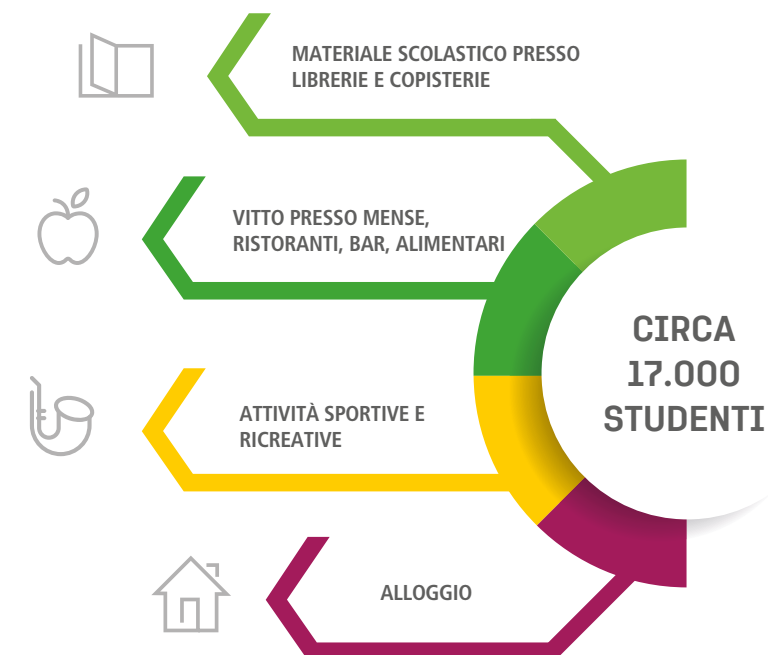 MATERIALE SCOLASTICO PRESSO
LIBRERIE E COPISTERIE
VITTO PRESSO MENSE,
RISTORANTI, BAR, ALIMENTARI
CIRCA
17.000
STUDENTI
ATTIVITÀ SPORTIVE E
RICREATIVE
ALLOGGIO